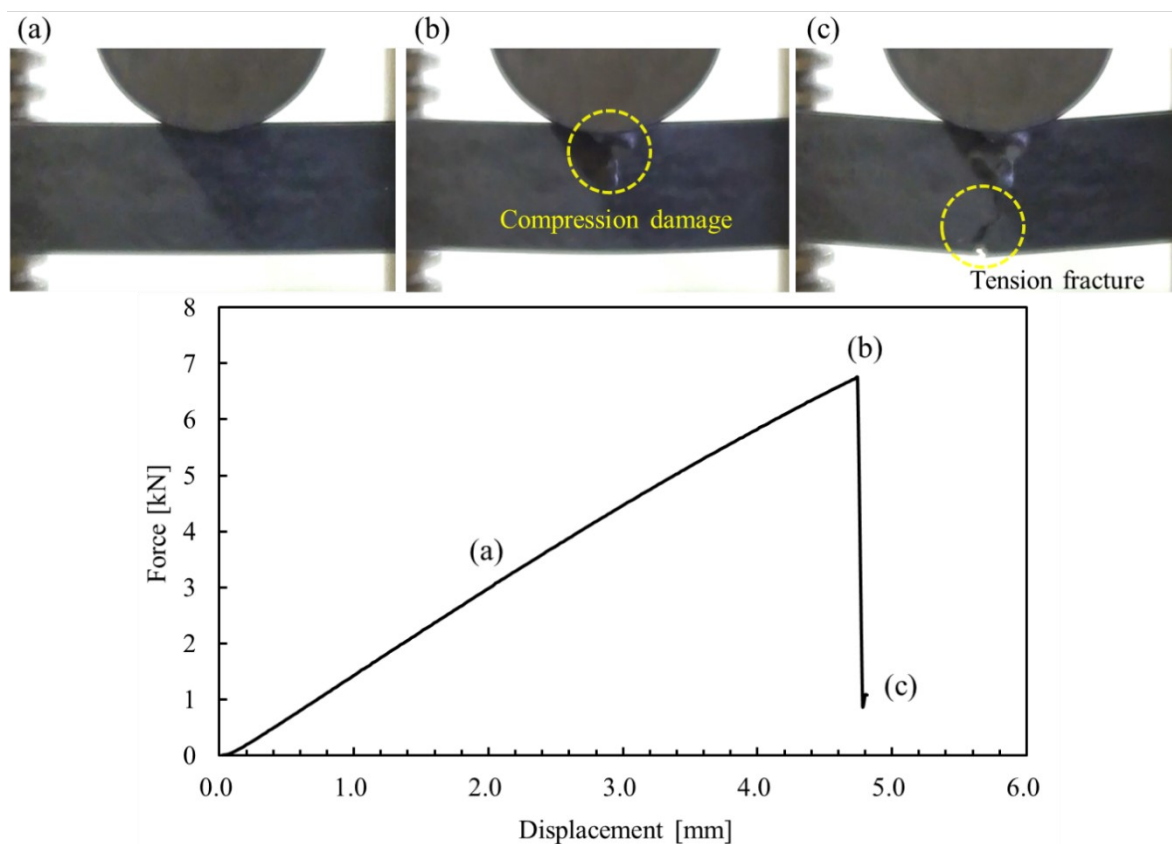 (a)
(b)
(c)
Compression damage
Tension fracture
8
7
6
5
4
3
2
1
0
Force [kN]
(a)
(b)
(c)
0.0 1.0 2.0 3.0 4.0 5.0 6.0
Displacement [mm]